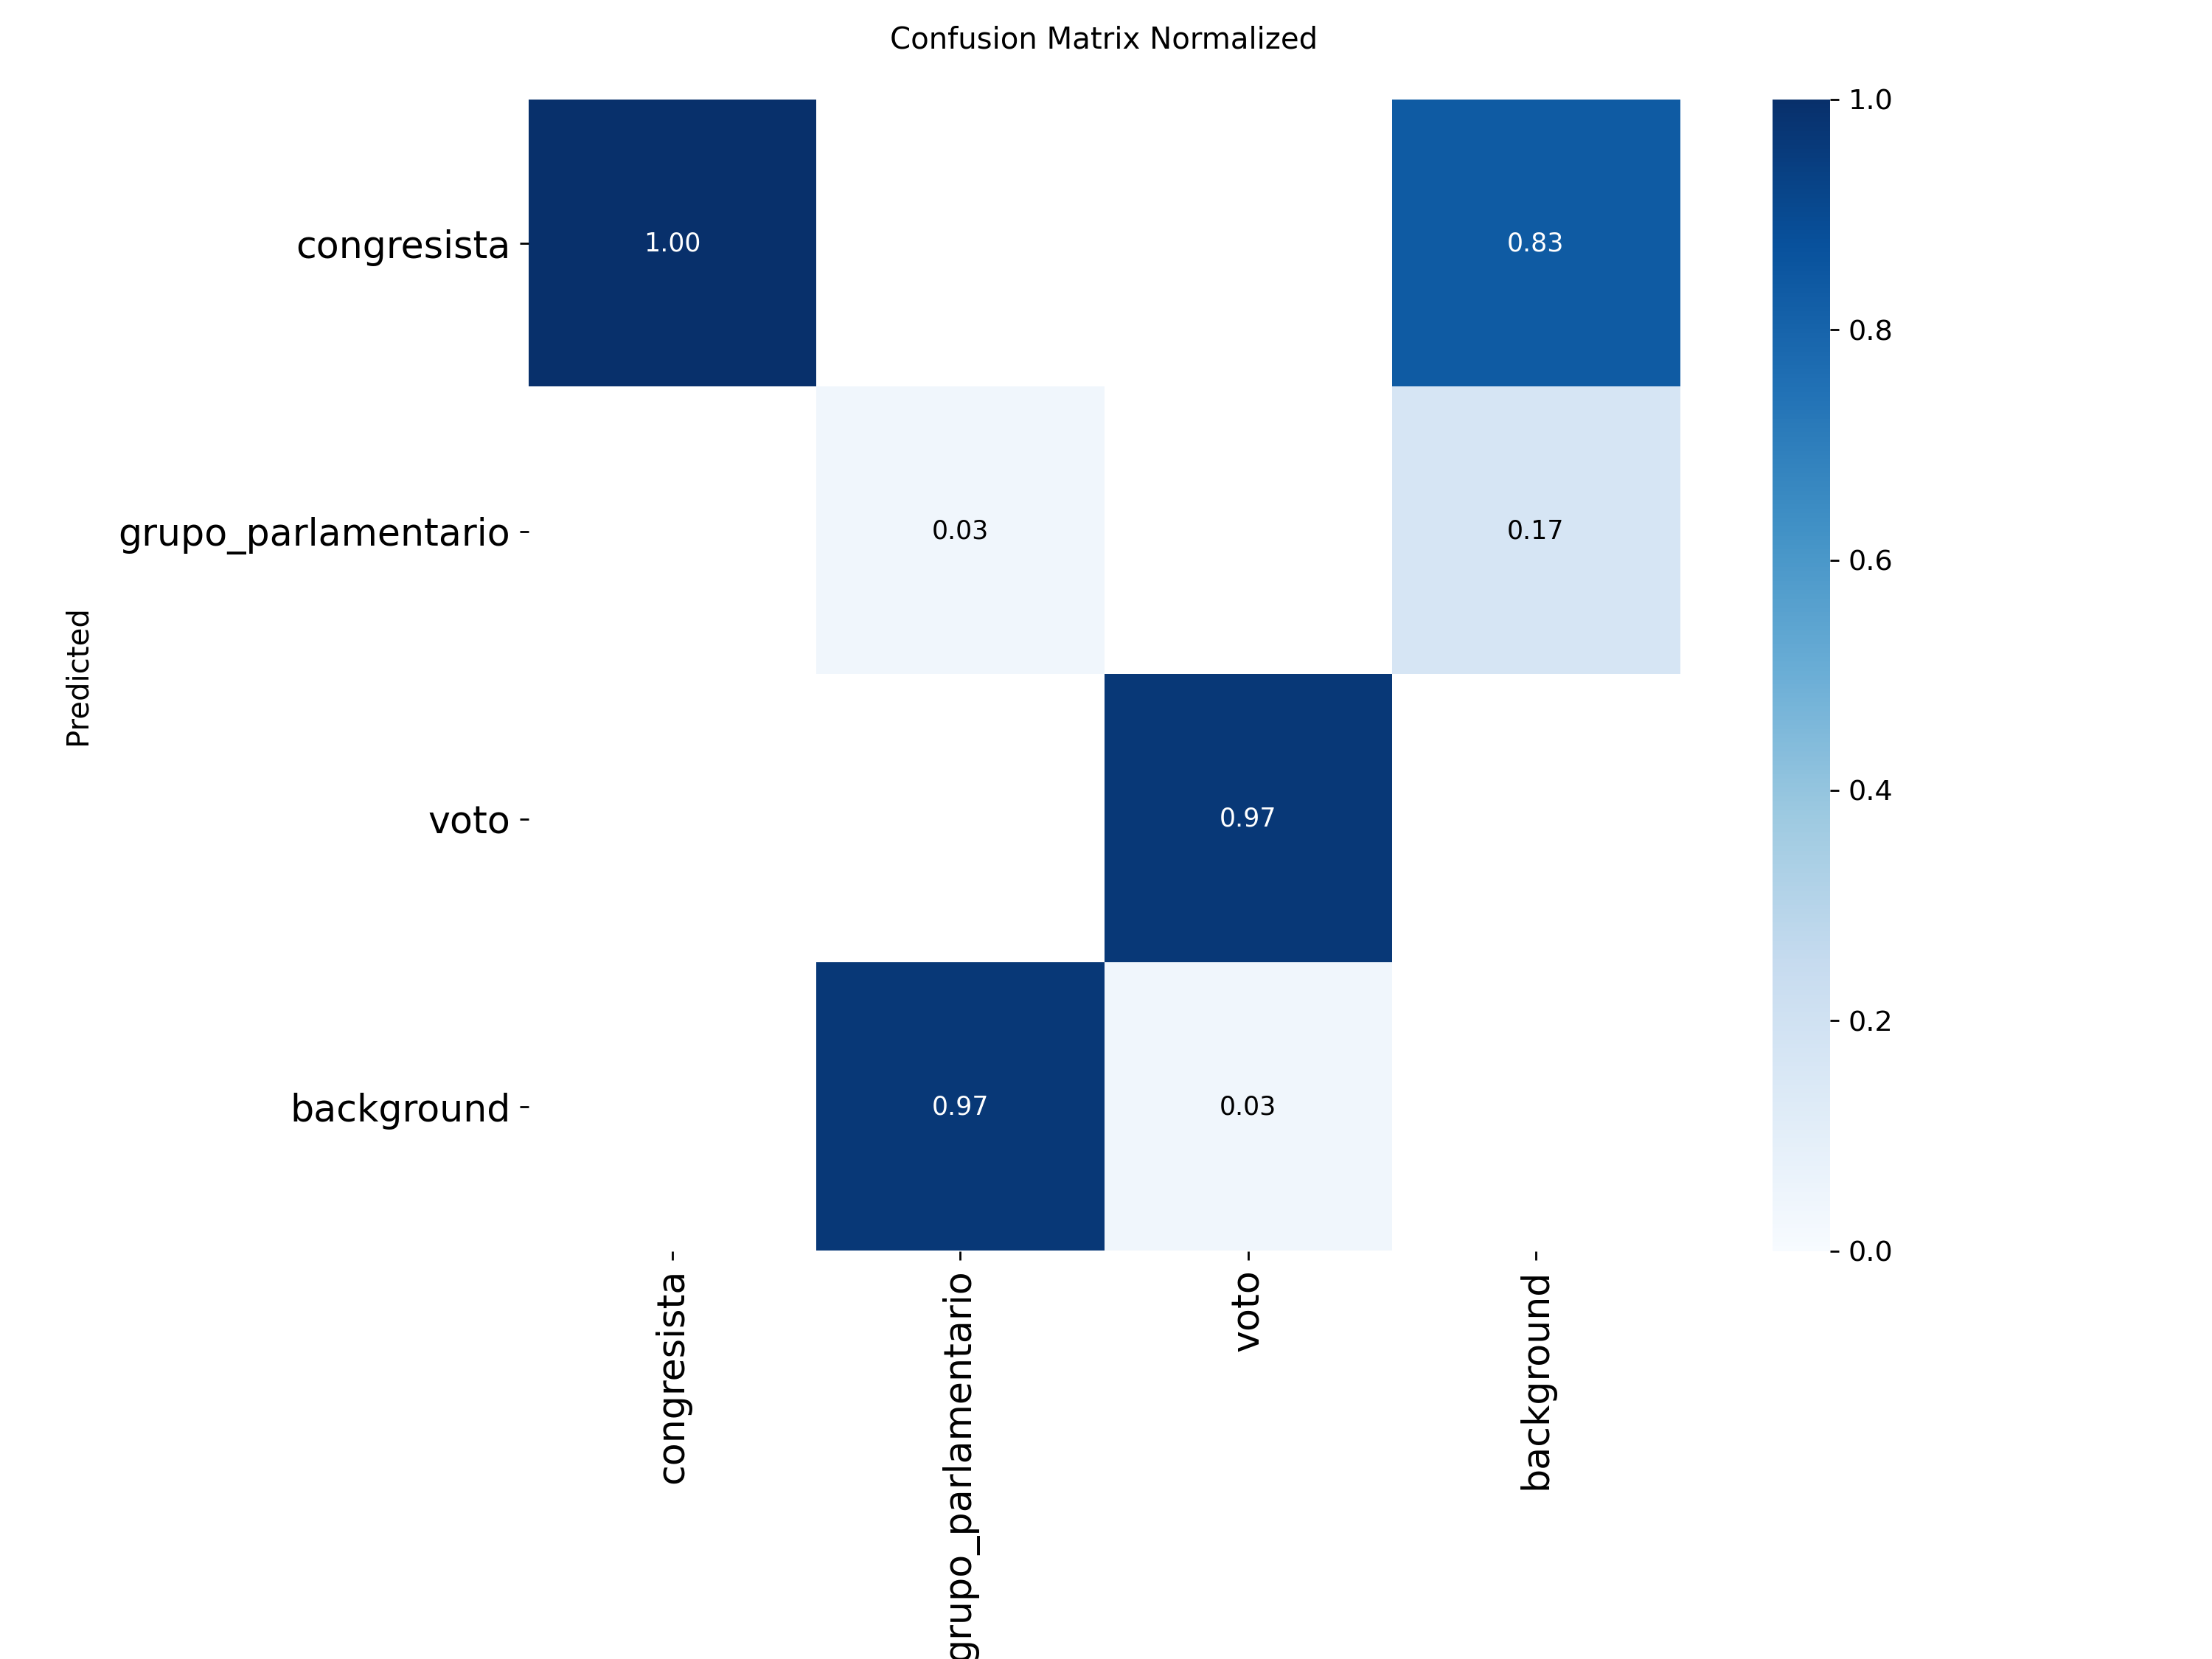 Confusion Matrix Normalized
congresista
1.00
0.83
1.0
0.8
grupo_parlamentario
0.03
0.17
0.6
Predicted
voto
0.97
0.4
0.2
background
0.97
0.03
0.0
congresista
grupo_parlamentario
voto
background